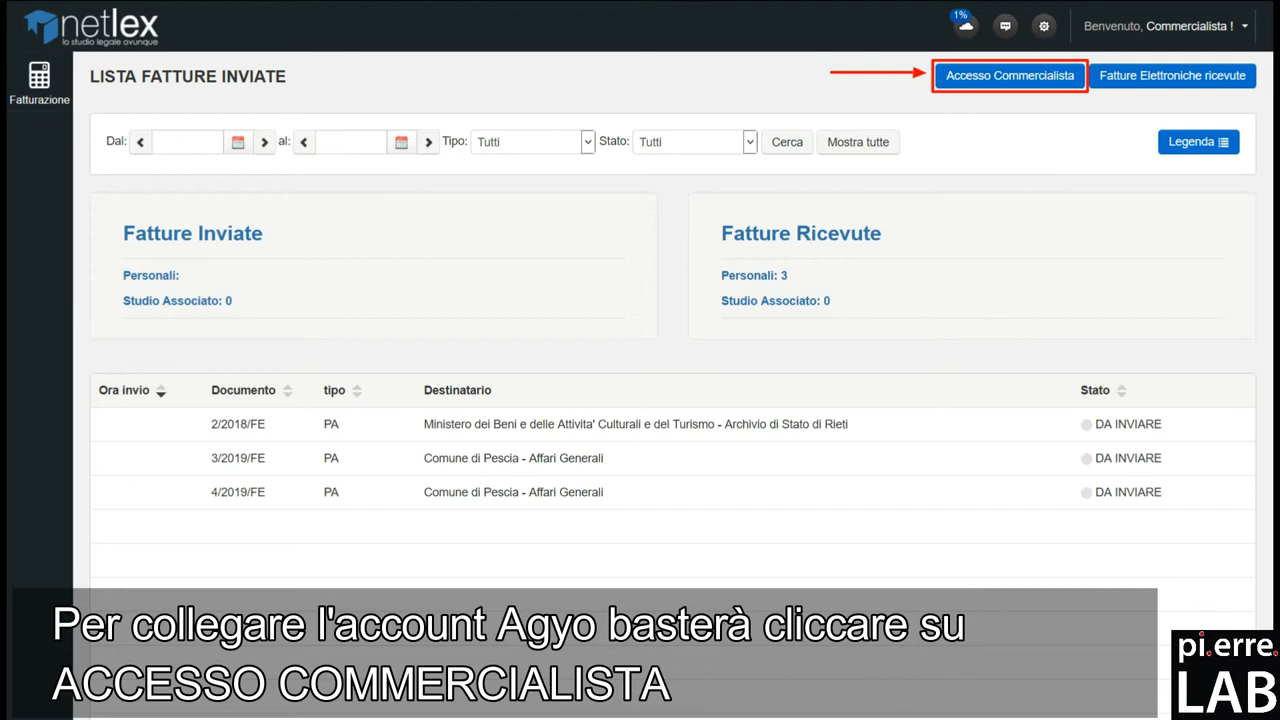 netlex
lo studio legale ovunque
1%
Benvenuto, Commercialista !
Fatturazione
LISTA FATTURE INVIATE
Accesso Commercialista
Fatture Elettroniche ricevute
Dal: al: Tipo: Tutti Stato: Tutti Cerca Mostra tutte Legenda
Fatture Inviate
Personali:
Studio Associato: 0
Fatture Ricevute
Personali: 3
Studio Associato: 0
Ora invio Documento tipo Destinatario Stato
2/2018/FE PA Ministero dei Beni e delle Attivita' Culturali e del Turismo - Archivio di Stato di Rieti DA INVIARE
3/2019/FE PA Comune di Pescia - Affari Generali DA INVIARE
4/2019/FE PA Comune di Pescia - Affari Generali DA INVIARE
Per collegare l'account Agyo basterà cliccare su
ACCESSO COMMERCIALISTA
pi.erre.
LAB